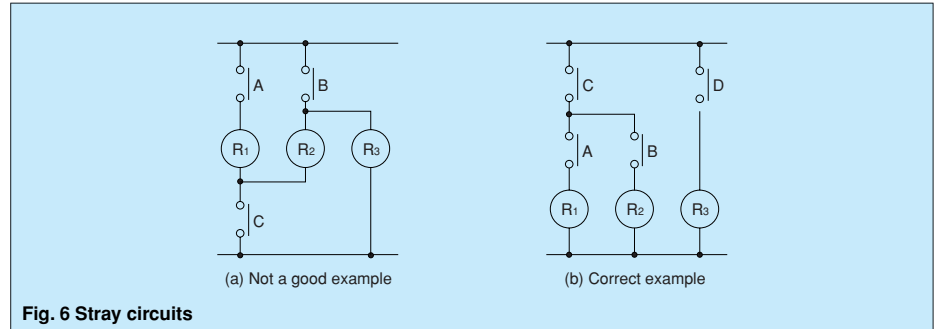 A
B
R1
R2
R3
C
(a) Not a good example
C
D
A
B
R1
R2
R3
(b) Correct example
Fig. 6 Stray circuits